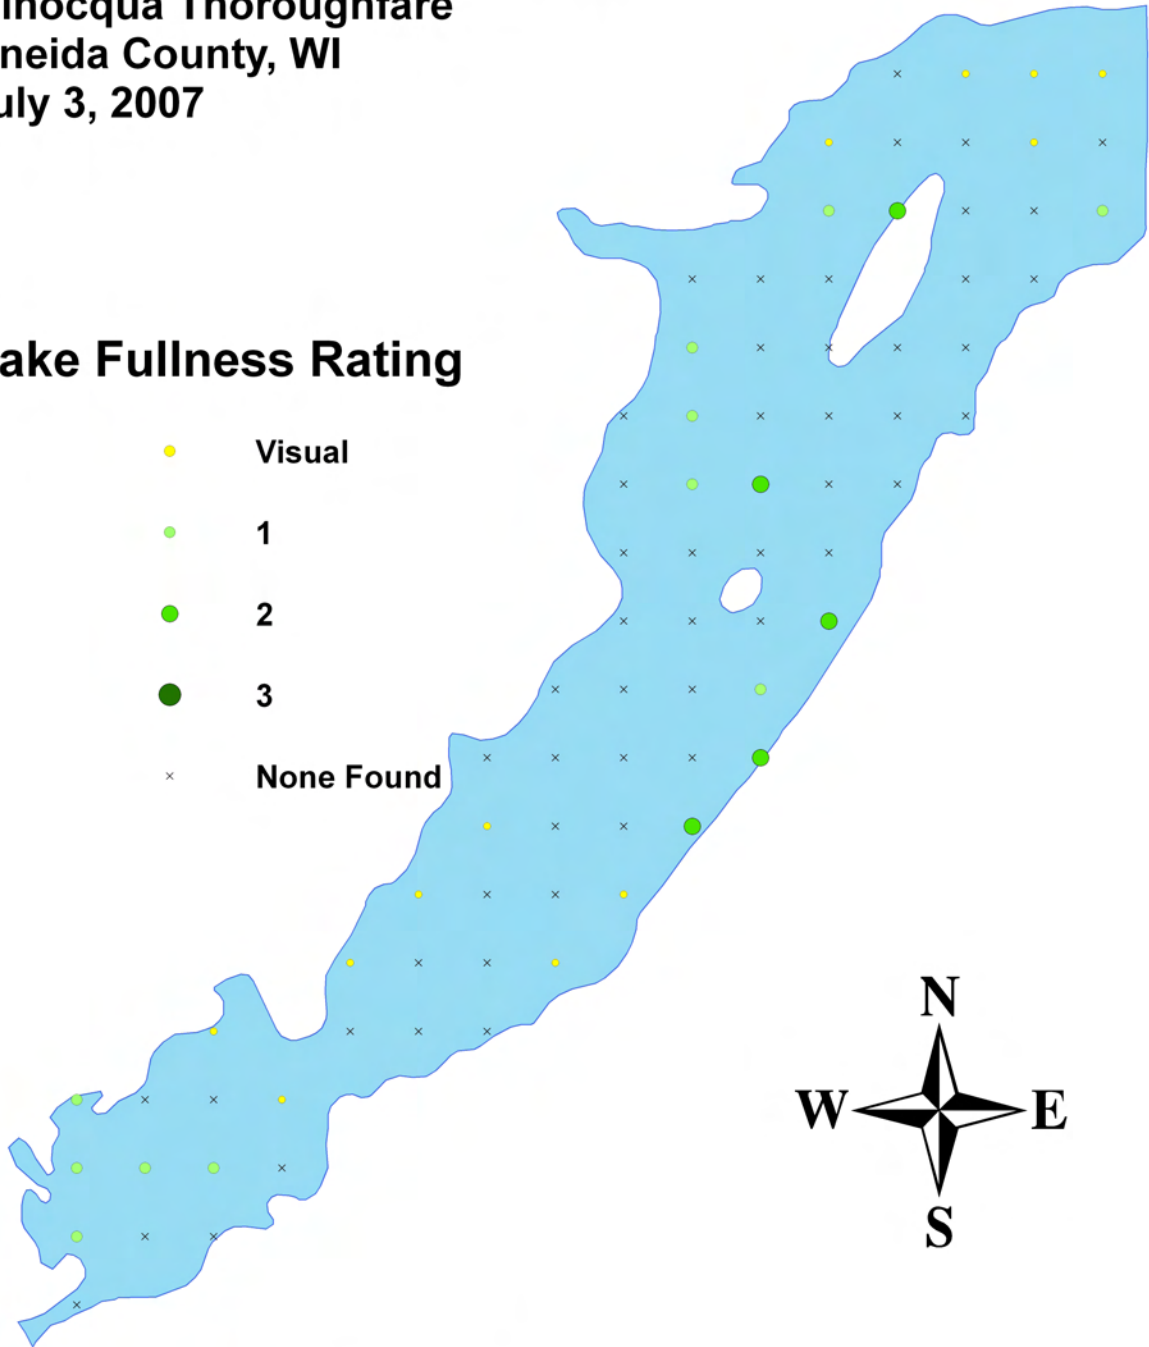 inocqua Thoroughfare
neida County, WI
uly 3, 2007
ake Fullness Rating
Visual
1
2
3
None Found
N
W E
S